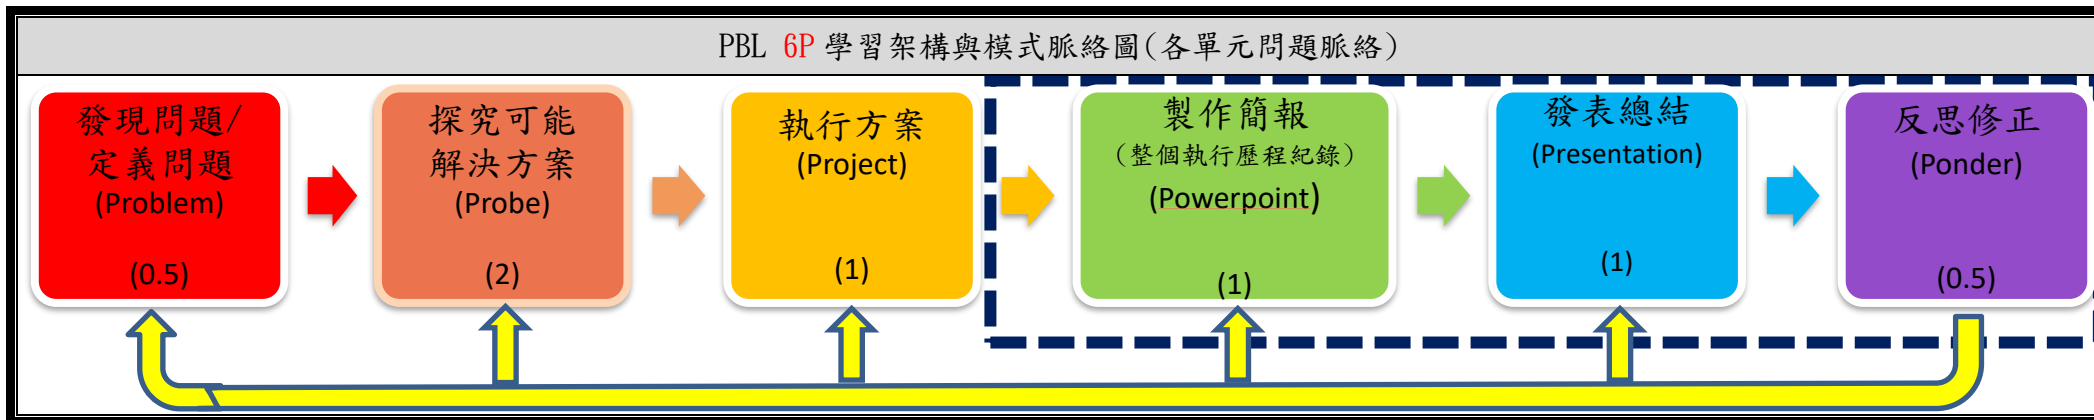 PBL 6P 學習架構與模式脈絡圖(各單元問題脈絡)
發現問題/
定義問題
(Problem)
(0.5)
探究可能
解決方案
(Probe)
(2)
執行方案
(Project)
(1)
製作簡報
(整個執行歷程紀錄)
(Powerpoint)
(1)
發表總結
(Presentation)
(1)
反思修正
(Ponder)
(0.5)